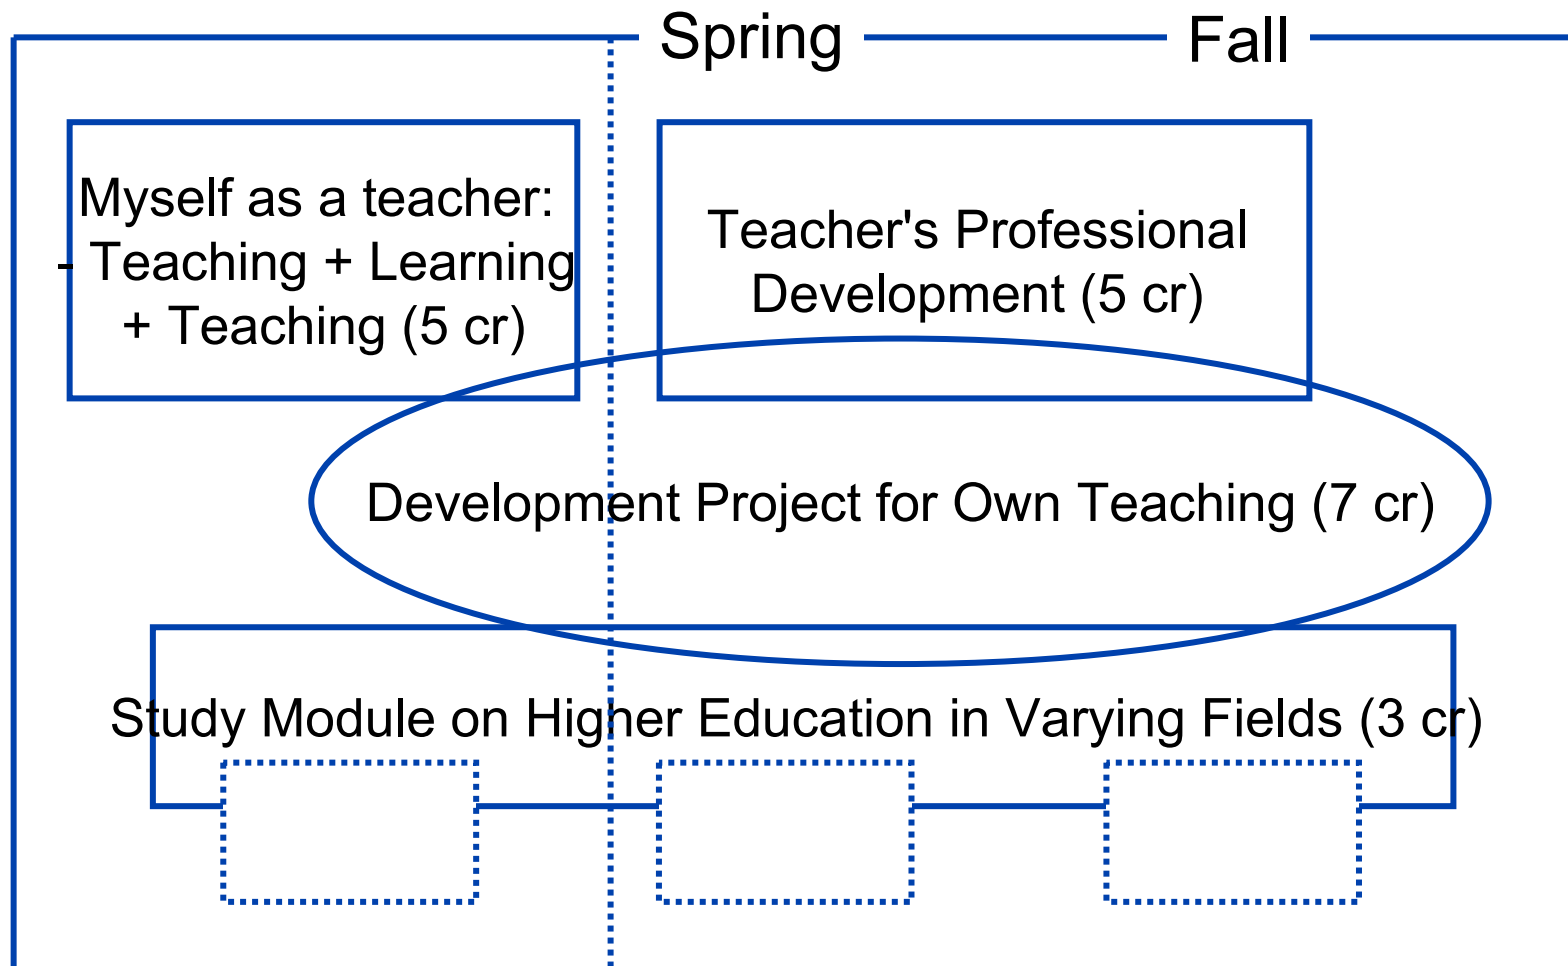 Spring Fall
Myself as a teacher:
- Teaching + Learning
+ Teaching (5 cr)
Teacher's Professional
Development (5 cr)
Development Project for Own Teaching (7 cr)
Study Module on Higher Education in Varying Fields (3 cr)